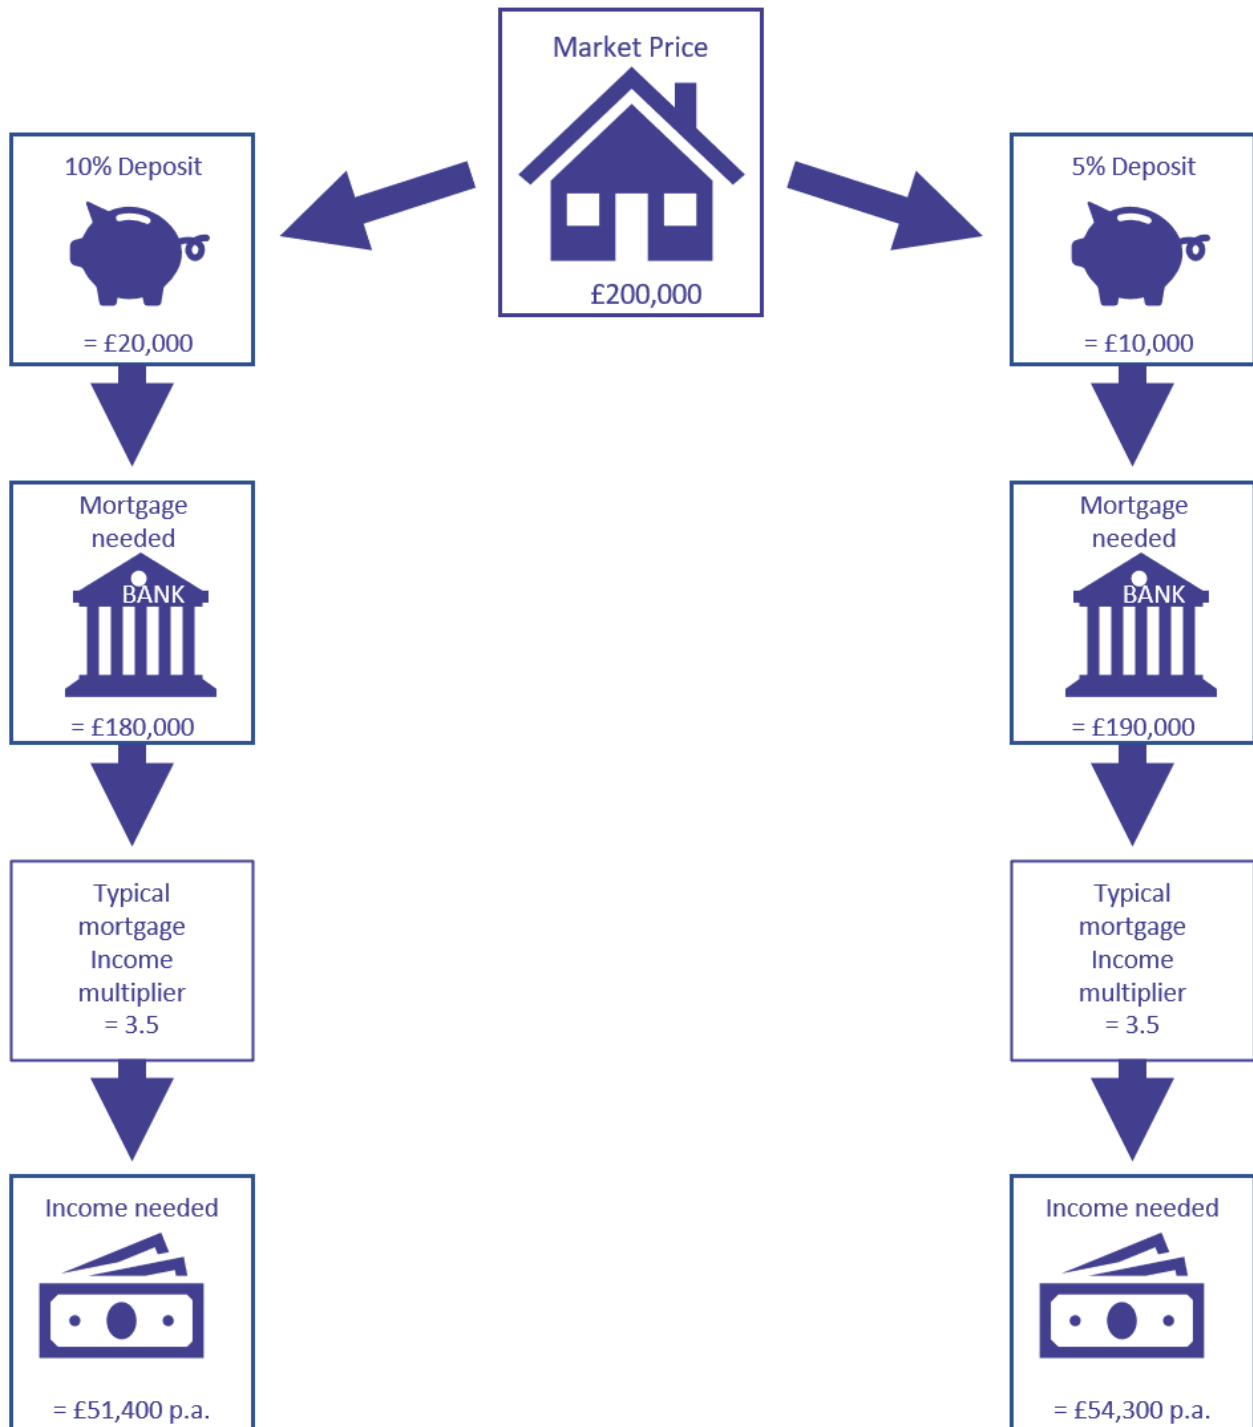 Market Price
£200,000
10% Deposit
= £20,000
Mortgage
needed
BANK
= £180,000
Typical
mortgage
Income
multiplier
= 3.5
Income needed
= £51,400 p.a.
5% Deposit
= £10,000
Mortgage
needed
BANK
= £190,000
Typical
mortgage
Income
multiplier
= 3.5
Income needed
= £54,300 p.a.